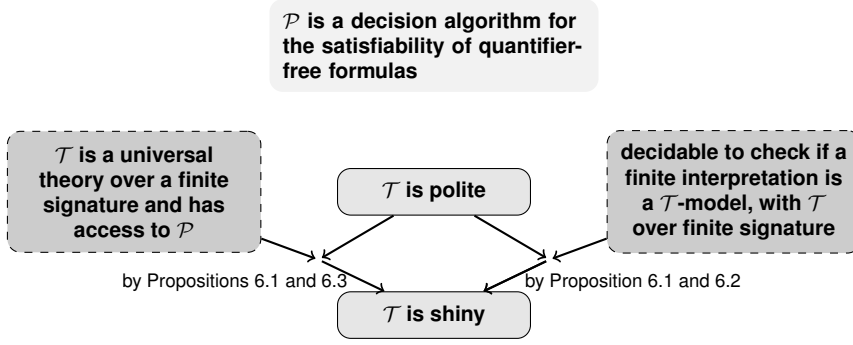 𝒫 is a decision algorithm for
the satisfiability of quantifier-
free formulas
𝒯 is a universal
theory over a finite
signature and has
access to 𝒫
𝒯 is polite
decidable to check if a
finite interpretation is
a 𝒯-model, with 𝒯
over finite signature
by Propositions 6.1 and 6.3
by Proposition 6.1 and 6.2
𝒯 is shiny